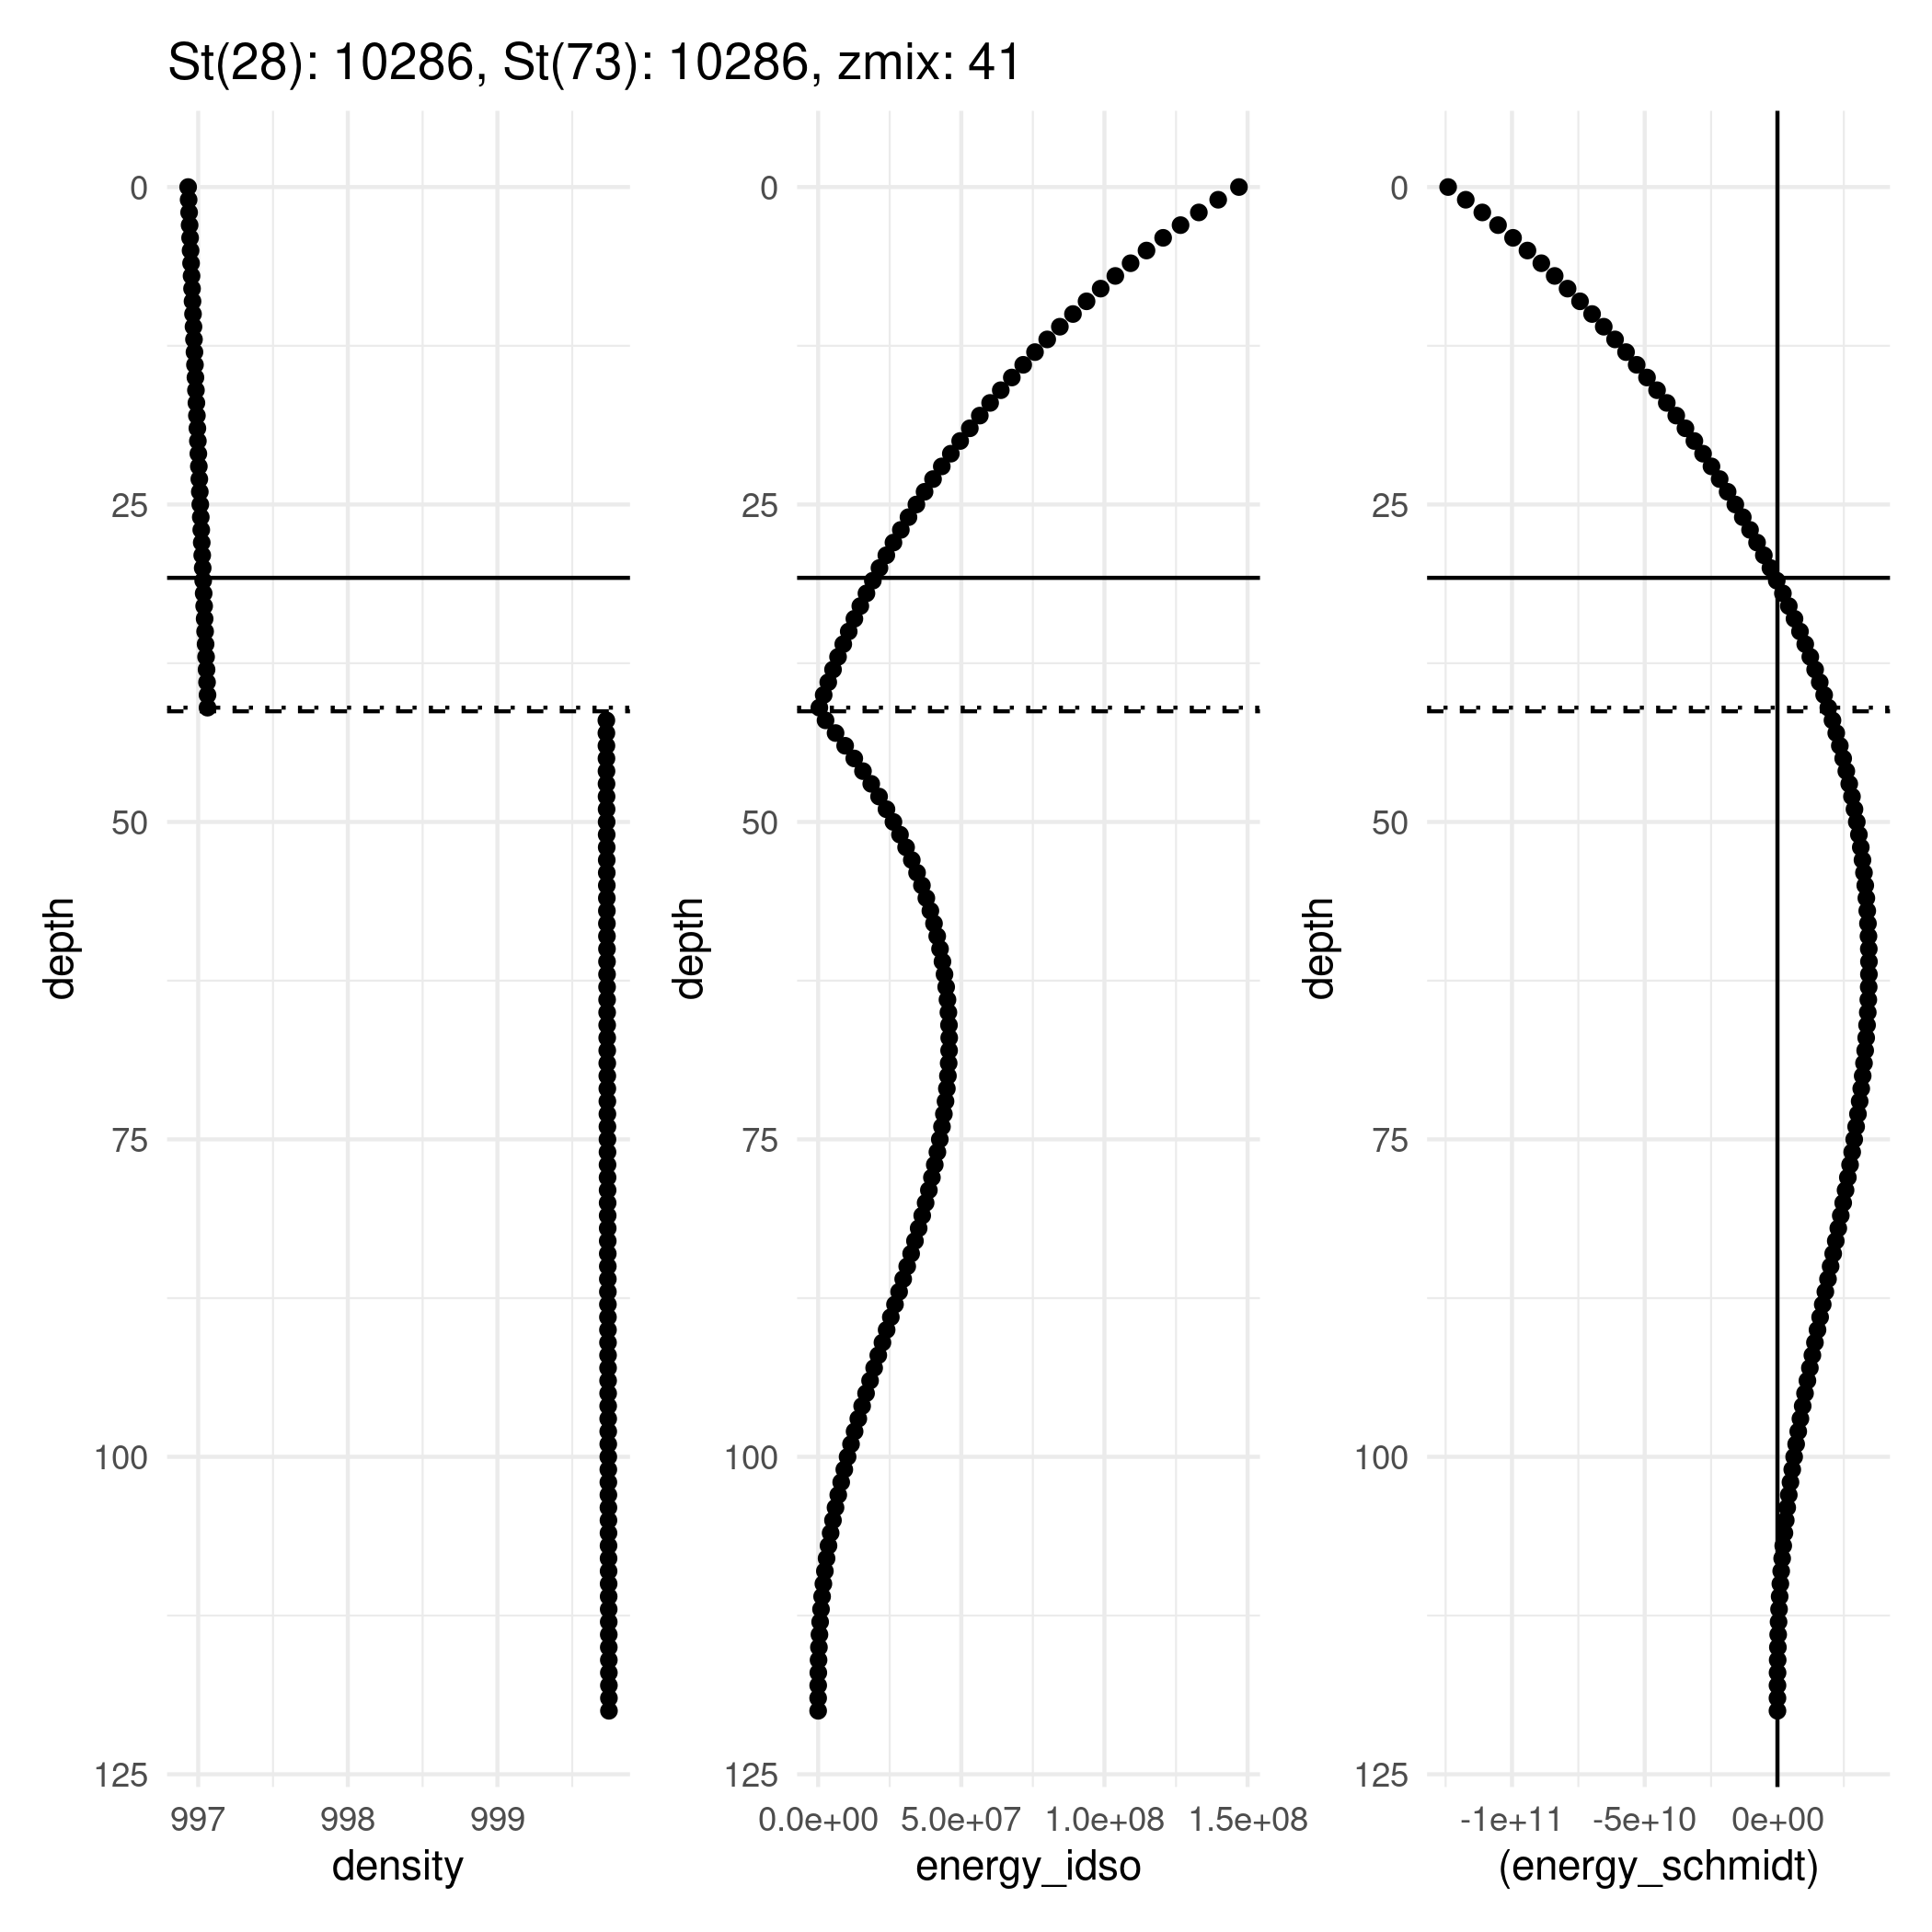 St(28): 10286, St(73): 10286, zmix: 41
0
25
50
75
100
125
depth
997
998
999
density
0
25
50
75
100
125
depth
0.0e+00
5.0e+07
1.0e+08
1.5e+08
energy_idso
0
25
50
75
100
125
depth
-1e+11
-5e+10
0e+00
(energy_schmidt)